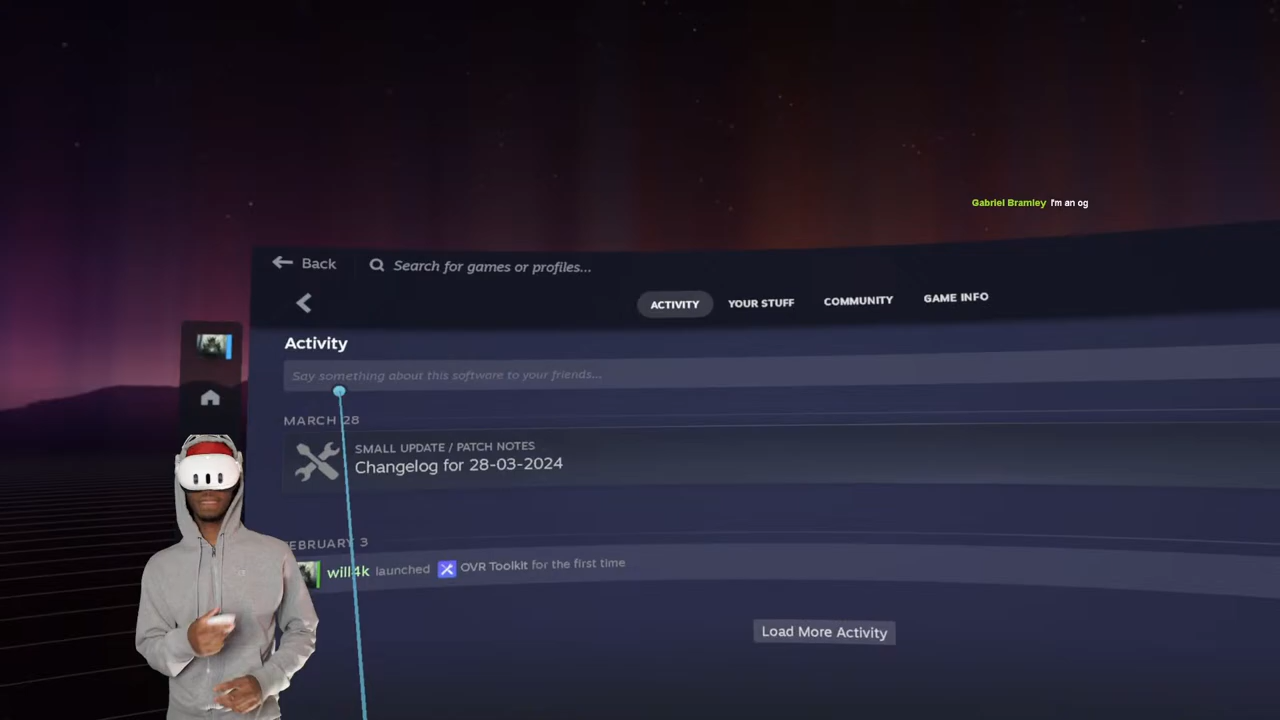 Gabriel Bramley I'm an og
Back
Search for games or profiles...
ACTIVITY YOUR STUFF COMMUNITY GAME INFO
Activity
Say something about this software to your friends...
MARCH 28
SMALL UPDATE / PATCH NOTES
Changelog for 28-03-2024
FEBRUARY 3
will4k launched OVR Toolkit for the first time
Load More Activity